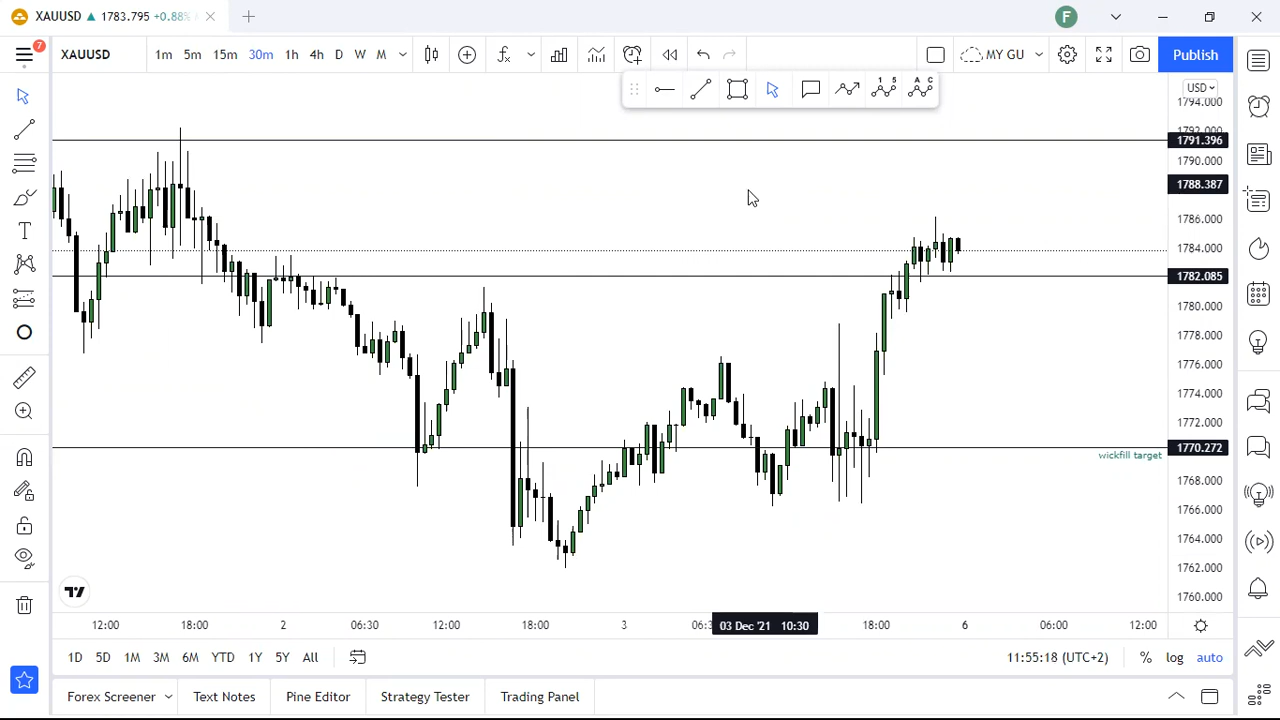 XAUUSD ▲ 1783.795 +0.88%
F
7
XAUUSD 1m 5m 15m 30m 1h 4h D W M
MY GU
Publish
1 5
A C
USD
1794.000
1792.000
1791.396
1790.000
1788.387
1786.000
1784.000
1782.085
1780.000
1778.000
1776.000
1774.000
1772.000
1770.272
wickfill target
1768.000
1766.000
1764.000
1762.000
1760.000
12:00 18:00 2 06:30 12:00 18:00 3 03 Dec '21 10:30 18:00 6 06:00 12:00
1D 5D 1M 3M 6M YTD 1Y 5Y All
11:55:18 (UTC+2) % log auto
Forex Screener Text Notes Pine Editor Strategy Tester Trading Panel